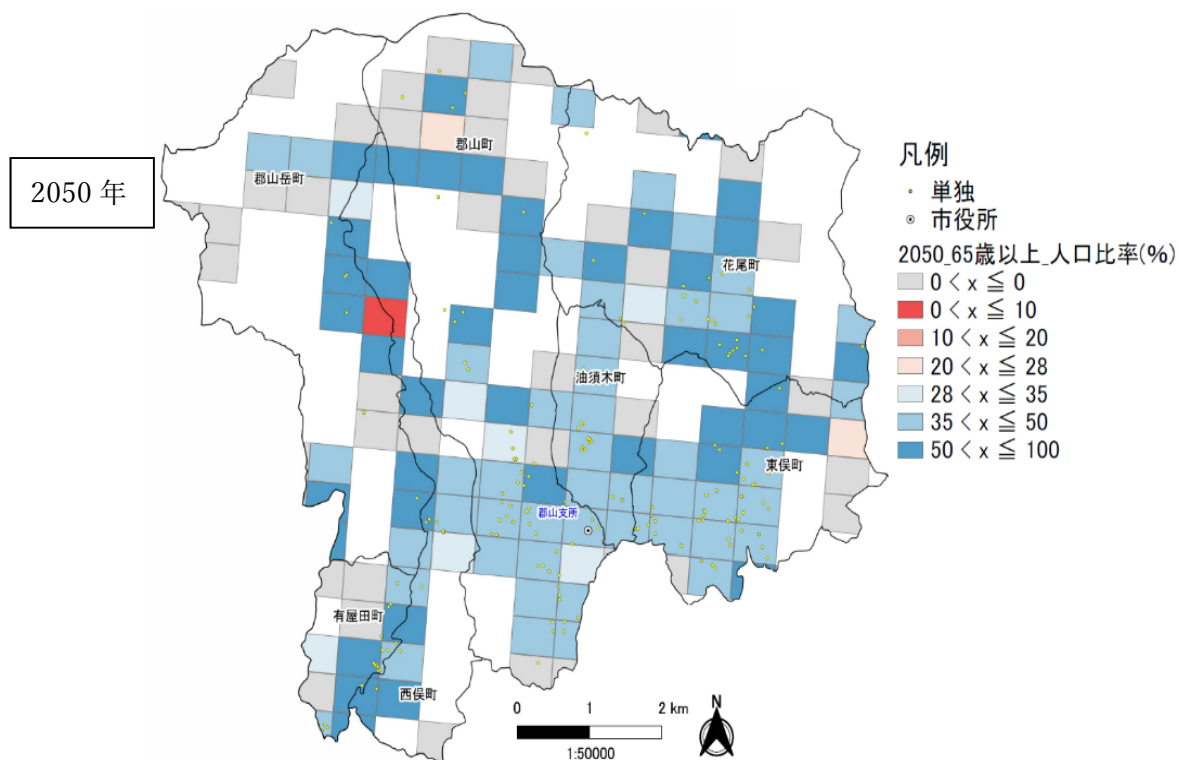 2050 年
郡山町
郡山岳町
花尾町
油須木町
東俣町
郡山支所
有屋田町
西俣町
凡例
単独
市役所
2050_65歳以上_人口比率(%)
0 < x ≦ 0
0 < x ≦ 10
10 < x ≦ 20
20 < x ≦ 28
28 < x ≦ 35
35 < x ≦ 50
50 < x ≦ 100
0 1 2 km
1:50000
N